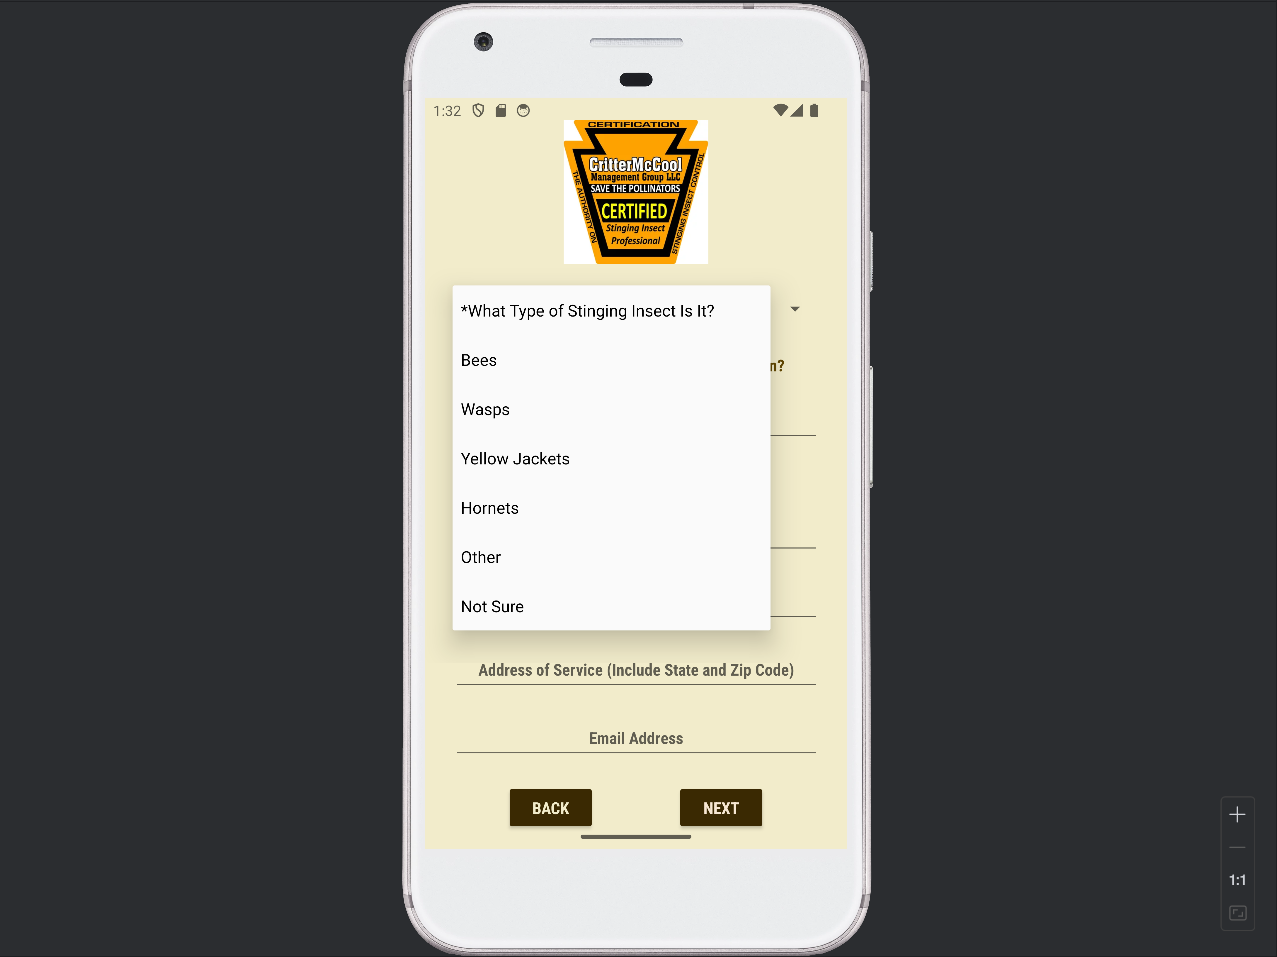 1:32
CERTIFICATION
CritterMcCool
Management Group LLC
SAVE THE POLLINATORS
CERTIFIED
Stinging Insect
Professional
THE AUTHORITY ON
STINGING INSECT CONTROL
*What Type of Stinging Insect Is It?
n?
Bees
Wasps
Yellow Jackets
Hornets
Other
Not Sure
Address of Service (Include State and Zip Code)
Email Address
BACK
NEXT
1:1